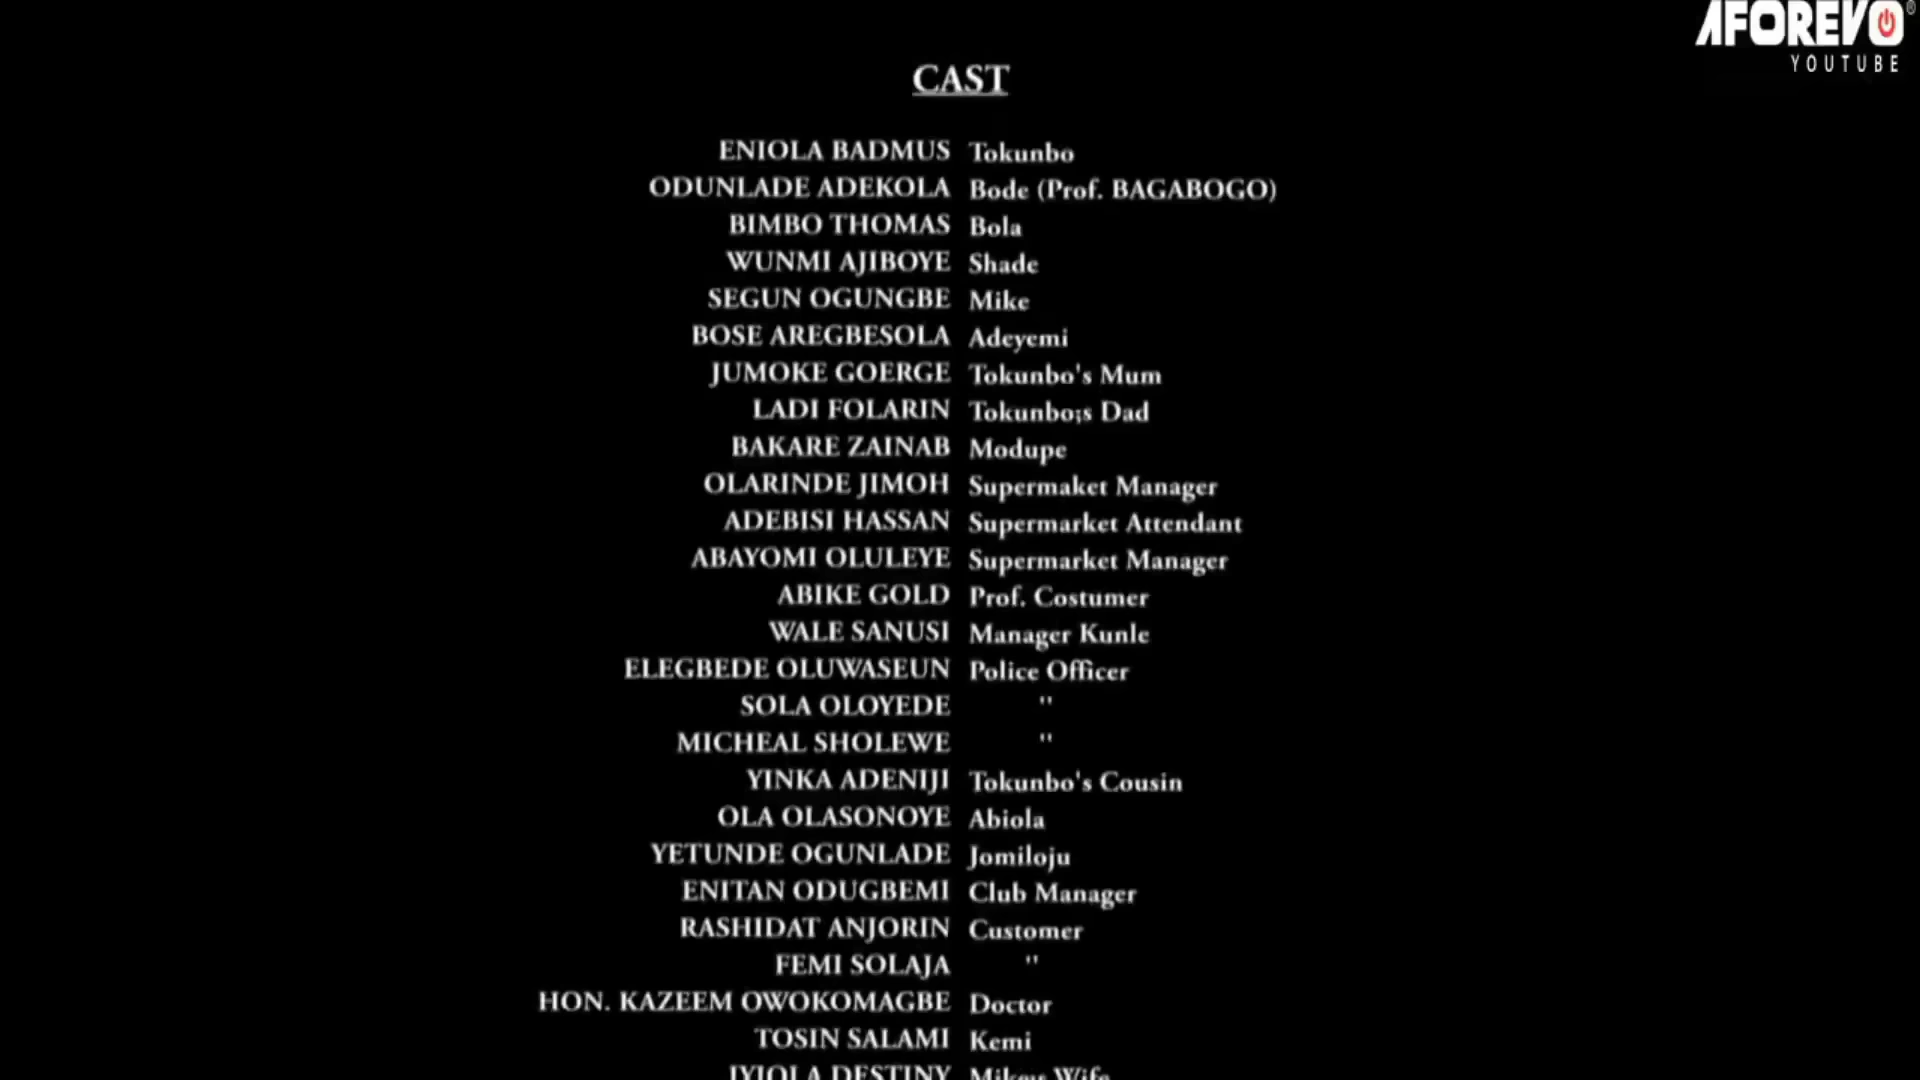 AFOREVO®
YOUTUBE
CAST
ENIOLA BADMUS Tokunbo
ODUNLADE ADEKOLA Bode (Prof. BAGABOGO)
BIMBO THOMAS Bola
WUNMI AJIBOYE Shade
SEGUN OGUNGBE Mike
BOSE AREGBESOLA Adeyemi
JUMOKE GOERGE Tokunbo's Mum
LADI FOLARIN Tokunbo;s Dad
BAKARE ZAINAB Modupe
OLARINDE JIMOH Supermaket Manager
ADEBISI HASSAN Supermarket Attendant
ABAYOMI OLULEYE Supermarket Manager
ABIKE GOLD Prof. Costumer
WALE SANUSI Manager Kunle
ELEGBEDE OLUWASEUN Police Officer
SOLA OLOYEDE "
MICHEAL SHOLEWE "
YINKA ADENIJI Tokunbo's Cousin
OLA OLASONOYE Abiola
YETUNDE OGUNLADE Jomiloju
ENITAN ODUGBEMI Club Manager
RASHIDAT ANJORIN Customer
FEMI SOLAJA "
HON. KAZEEM OWOKOMAGBE Doctor
TOSIN SALAMI Kemi
IYIOLA DESTINY Wife